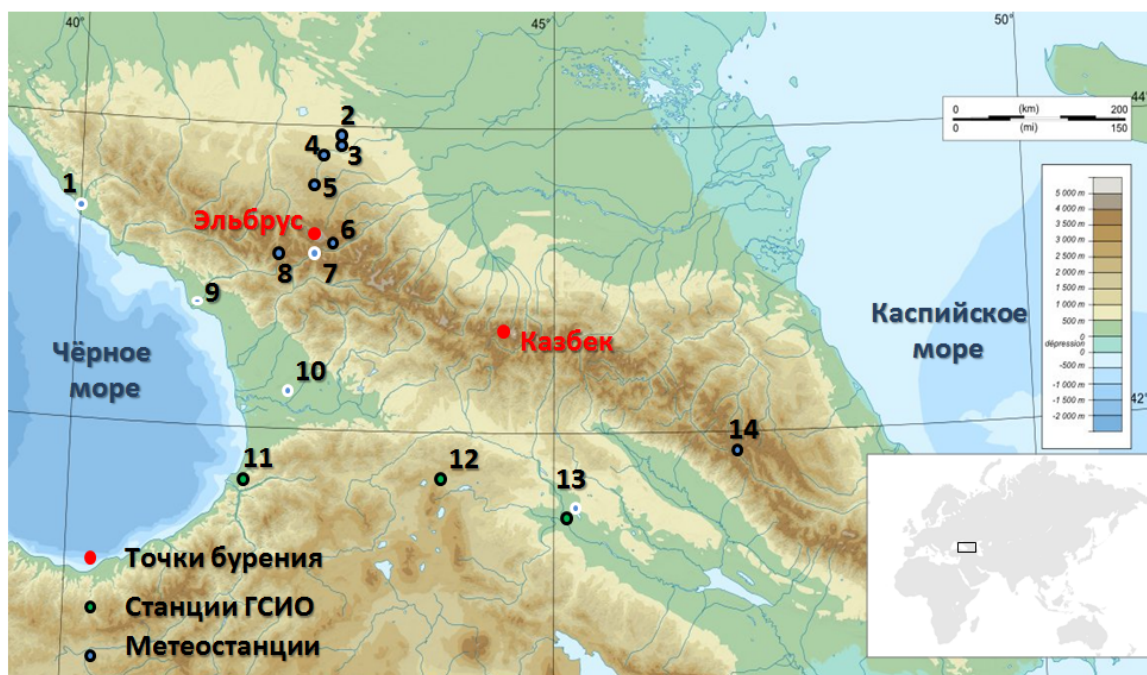 40°
45°
50°
44°
0 (km) 200
0 (mi) 150
2
4
3
1
5
Эльбрус
6
8
7
9
5 000 m
4 000 m
3 500 m
3 000 m
2 500 m
2 000 m
1 500 m
1 000 m
500 m
0
dépression
0
-500 m
-1 000 m
-1 500 m
-2 000 m
Каспийское
море
Казбек
Чёрное
море
10
42°
14
11
12
13
Точки бурения
Станции ГСИО
Метеостанции